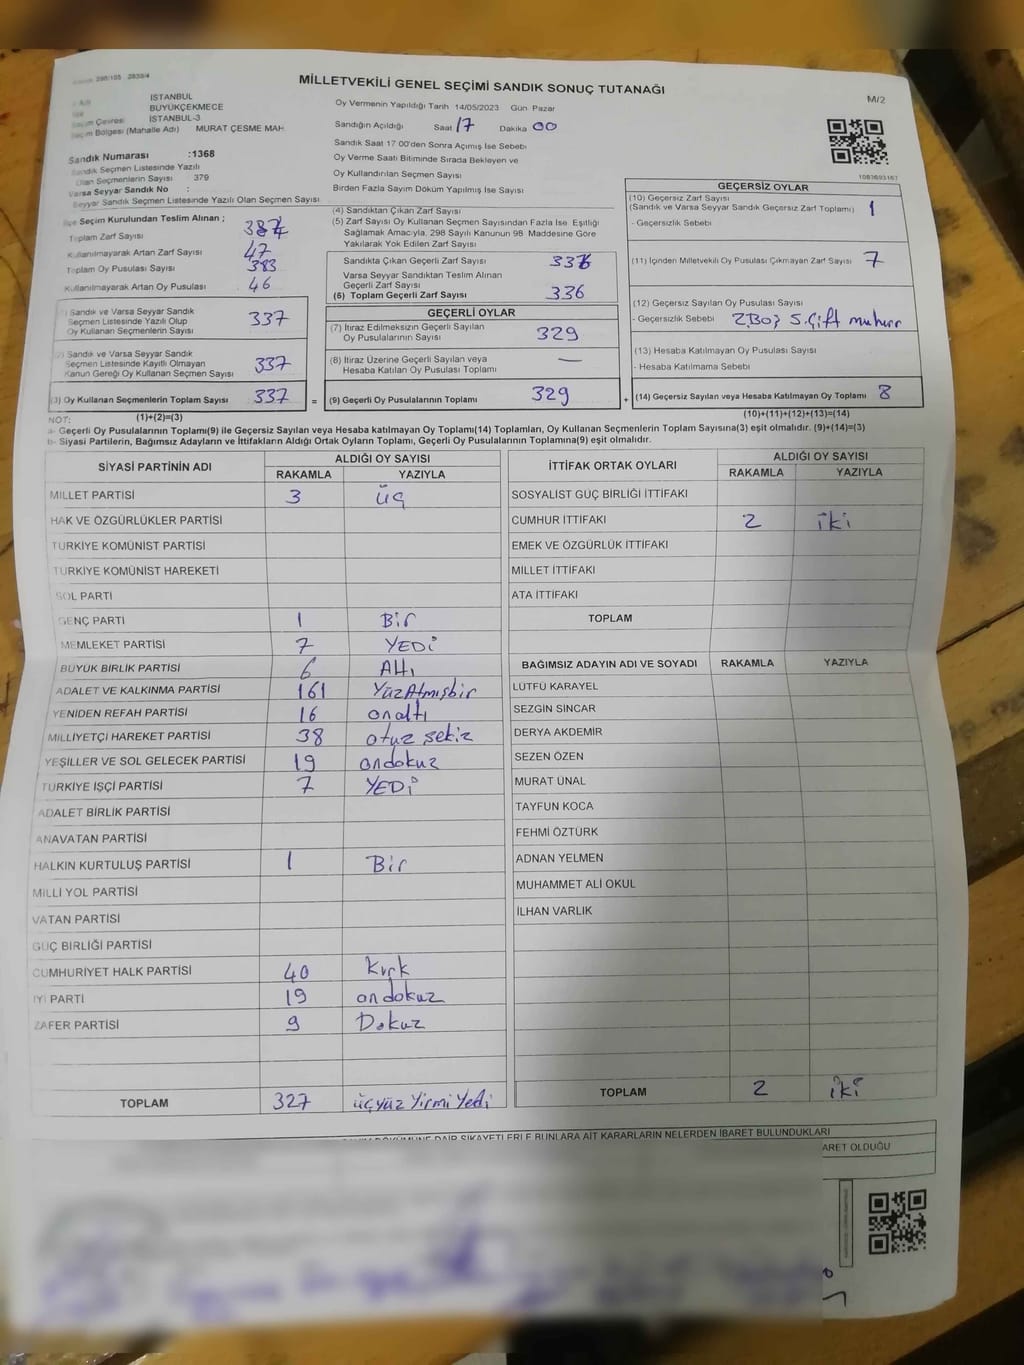 MİLLETVEKİLİ GENEL SEÇİMİ SANDIK SONUÇ TUTANAĞI
M/2
İSTANBUL
BÜYÜKÇEKMECE
İSTANBUL-3
Seçim Bölgesi (Mahalle Adı) MURAT ÇEŞME MAH.
Sandık Numarası :1368
Sandık Seçmen Listesinde Yazılı
Olan Seçmenlerin Sayısı : 379
Varsa Seyyar Sandık No :
Seyyar Sandık Seçmen Listesinde Yazılı Olan Seçmen Sayısı
Oy Vermenin Yapıldığı Tarih 14/05/2023 Gün Pazar
Sandığın Açıldığı Saat 17 Dakika 00
Sandık Saat 17 00'den Sonra Açılmış İse Sebebi
Oy Verme Saati Bitiminde Sırada Bekleyen ve
Oy Kullandırılan Seçmen Sayısı
Birden Fazla Sayım Döküm Yapılmış İse Sayısı
İlçe Seçim Kurulundan Teslim Alınan ;
Toplam Zarf Sayısı
Kullanılmayarak Artan Zarf Sayısı 47
Toplam Oy Pusulası Sayısı 383
Kullanılmayarak Artan Oy Pusulası 46
Sandık ve Varsa Seyyar Sandık
Seçmen Listesinde Yazılı Olup
Oy Kullanan Seçmenlerin Sayısı 337
Sandık ve Varsa Seyyar Sandık
Seçmen Listesinde Kayıtlı Olmayan
Kanun Gereği Oy Kullanan Seçmen Sayısı 337
(3) Oy Kullanan Seçmenlerin Toplam Sayısı 337
(1)+(2)=(3)
(4) Sandıktan Çıkan Zarf Sayısı
(5) Zarf Sayısı Oy Kullanan Seçmen Sayısından Fazla İse, Eşitliği
Sağlamak Amacıyla, 298 Sayılı Kanunun 98. Maddesine Göre
Yakılarak Yok Edilen Zarf Sayısı
Sandıkta Çıkan Geçerli Zarf Sayısı 336
Varsa Seyyar Sandıktan Teslim Alınan
Geçerli Zarf Sayısı
(6) Toplam Geçerli Zarf Sayısı 336
GEÇERLİ OYLAR
(7) İtiraz Edilmeksizin Geçerli Sayılan
Oy Pusulalarının Sayısı 329
(8) İtiraz Üzerine Geçerli Sayılan veya
Hesaba Katılan Oy Pusulası Toplamı —
= (9) Geçerli Oy Pusulalarının Toplamı 329
GEÇERSİZ OYLAR
(10) Geçersiz Zarf Sayısı
(Sandık ve Varsa Seyyar Sandık Geçersiz Zarf Toplamı) 1
- Geçersizlik Sebebi
(11) İçinden Milletvekili Oy Pusulası Çıkmayan Zarf Sayısı 7
(12) Geçersiz Sayılan Oy Pusulası Sayısı
- Geçersizlik Sebebi
(13) Hesaba Katılmayan Oy Pusulası Sayısı
- Hesaba Katılmama Sebebi
+ (14) Geçersiz Sayılan veya Hesaba Katılmayan Oy Toplamı 8
(10)+(11)+(12)+(13)=(14)
NOT:
a- Geçerli Oy Pusulasının Toplamı(9) ile Geçersiz Sayılan veya Hesaba Katılmayan Oy Toplamı(14) Toplamları, Oy Kullanan Seçmenlerin Toplam Sayısına(3) eşit olmalıdır. (9)+(14)=(3)
b- Siyasi Partilerin, Bağımsız Adayların ve İttifakların Aldığı Ortak Oyların Toplamı, Geçerli Oy Pusulalarının Toplamına(9) eşit olmalıdır.
SİYASİ PARTİNİN ADI ALDIĞI OY SAYISI
RAKAMLA YAZIYLA
MİLLET PARTİSİ 3 üç
HAK VE ÖZGÜRLÜKLER PARTİSİ
TÜRKİYE KOMÜNİST PARTİSİ
TÜRKİYE KOMÜNİST HAREKETİ
SOL PARTİ
GENÇ PARTİ 1 Bir
MEMLEKET PARTİSİ 7 YEDİ
BÜYÜK BİRLİK PARTİSİ 6 Altı
ADALET VE KALKINMA PARTİSİ 161 YüzAtmışbir
YENİDEN REFAH PARTİSİ 16 onaltı
MİLLİYETÇİ HAREKET PARTİSİ 38 otuz sekiz
YEŞİLLER VE SOL GELECEK PARTİSİ 19 ondokuz
TÜRKİYE İŞÇİ PARTİSİ 7 YEDİ
ADALET BİRLİK PARTİSİ
ANAVATAN PARTİSİ
HALKIN KURTULUŞ PARTİSİ 1 Bir
MİLLİ YOL PARTİSİ
VATAN PARTİSİ
GÜÇ BİRLİĞİ PARTİSİ
CUMHURİYET HALK PARTİSİ 40 Kırk
İYİ PARTİ 19 ondokuz
ZAFER PARTİSİ 9 Dokuz
TOPLAM 327 üçyüz Yirmi Yedi
İTTİFAK ORTAK OYLARI ALDIĞI OY SAYISI
RAKAMLA YAZIYLA
SOSYALİST GÜÇ BİRLİĞİ İTTİFAKI
CUMHUR İTTİFAKI 2 iki
EMEK VE ÖZGÜRLÜK İTTİFAKI
MİLLET İTTİFAKI
ATA İTTİFAKI
TOPLAM
BAĞIMSIZ ADAYIN ADI VE SOYADI RAKAMLA YAZIYLA
LÜTFÜ KARAYEL
SEZGİN SİNCAR
DERYA AKDEMİR
SEZEN ÖZEN
MURAT ÜNAL
TAYFUN KOCA
FEHMİ ÖZTÜRK
ADNAN YELMEN
MUHAMMET ALİ OKUL
İLHAN VARLIK
TOPLAM 2 iki
DAİR ŞİKAYETLERLE BUNLARA AİT KARARLARIN NELERDEN İBARET BULUNDUKLARI
OLDUĞU